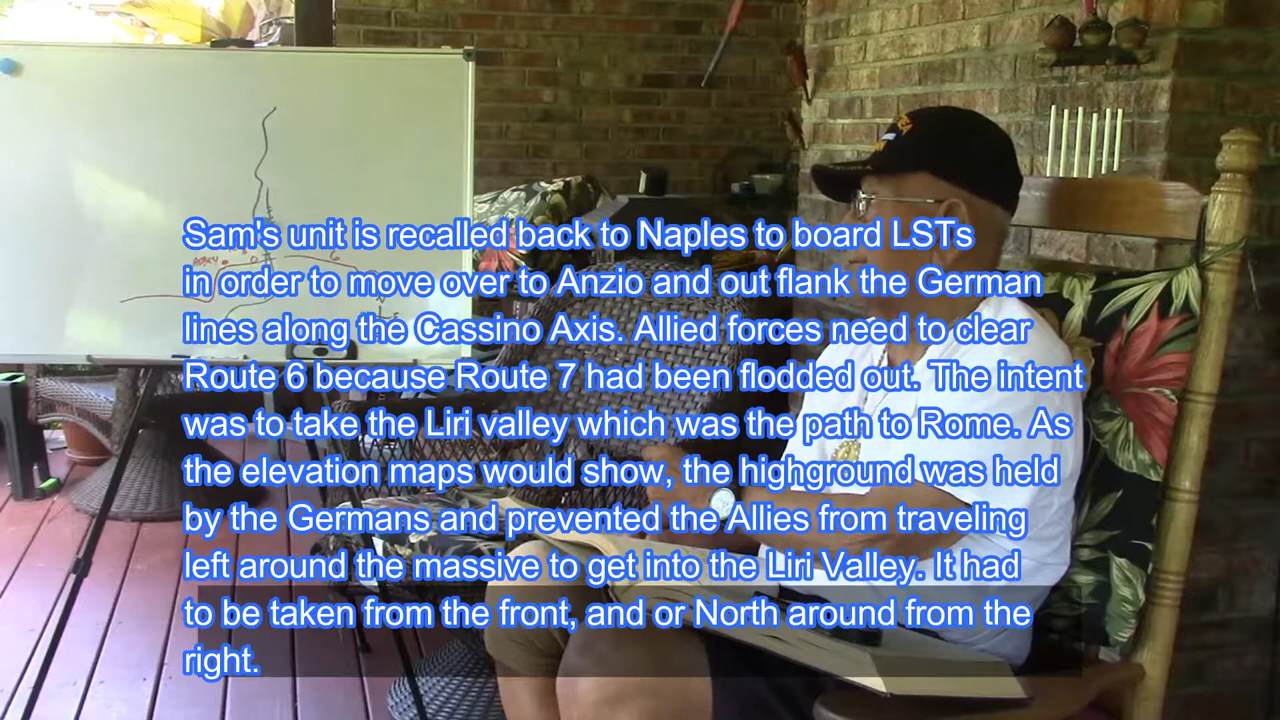 Sam's unit is recalled back to Naples to board LSTs
in order to move over to Anzio and out flank the German
lines along the Cassino Axis. Allied forces need to clear
Route 6 because Route 7 had been flodded out. The intent
was to take the Liri valley which was the path to Rome. As
the elevation maps would show, the highground was held
by the Germans and prevented the Allies from traveling
left around the massive to get into the Liri Valley. It had
to be taken from the front, and or North around from the
right.